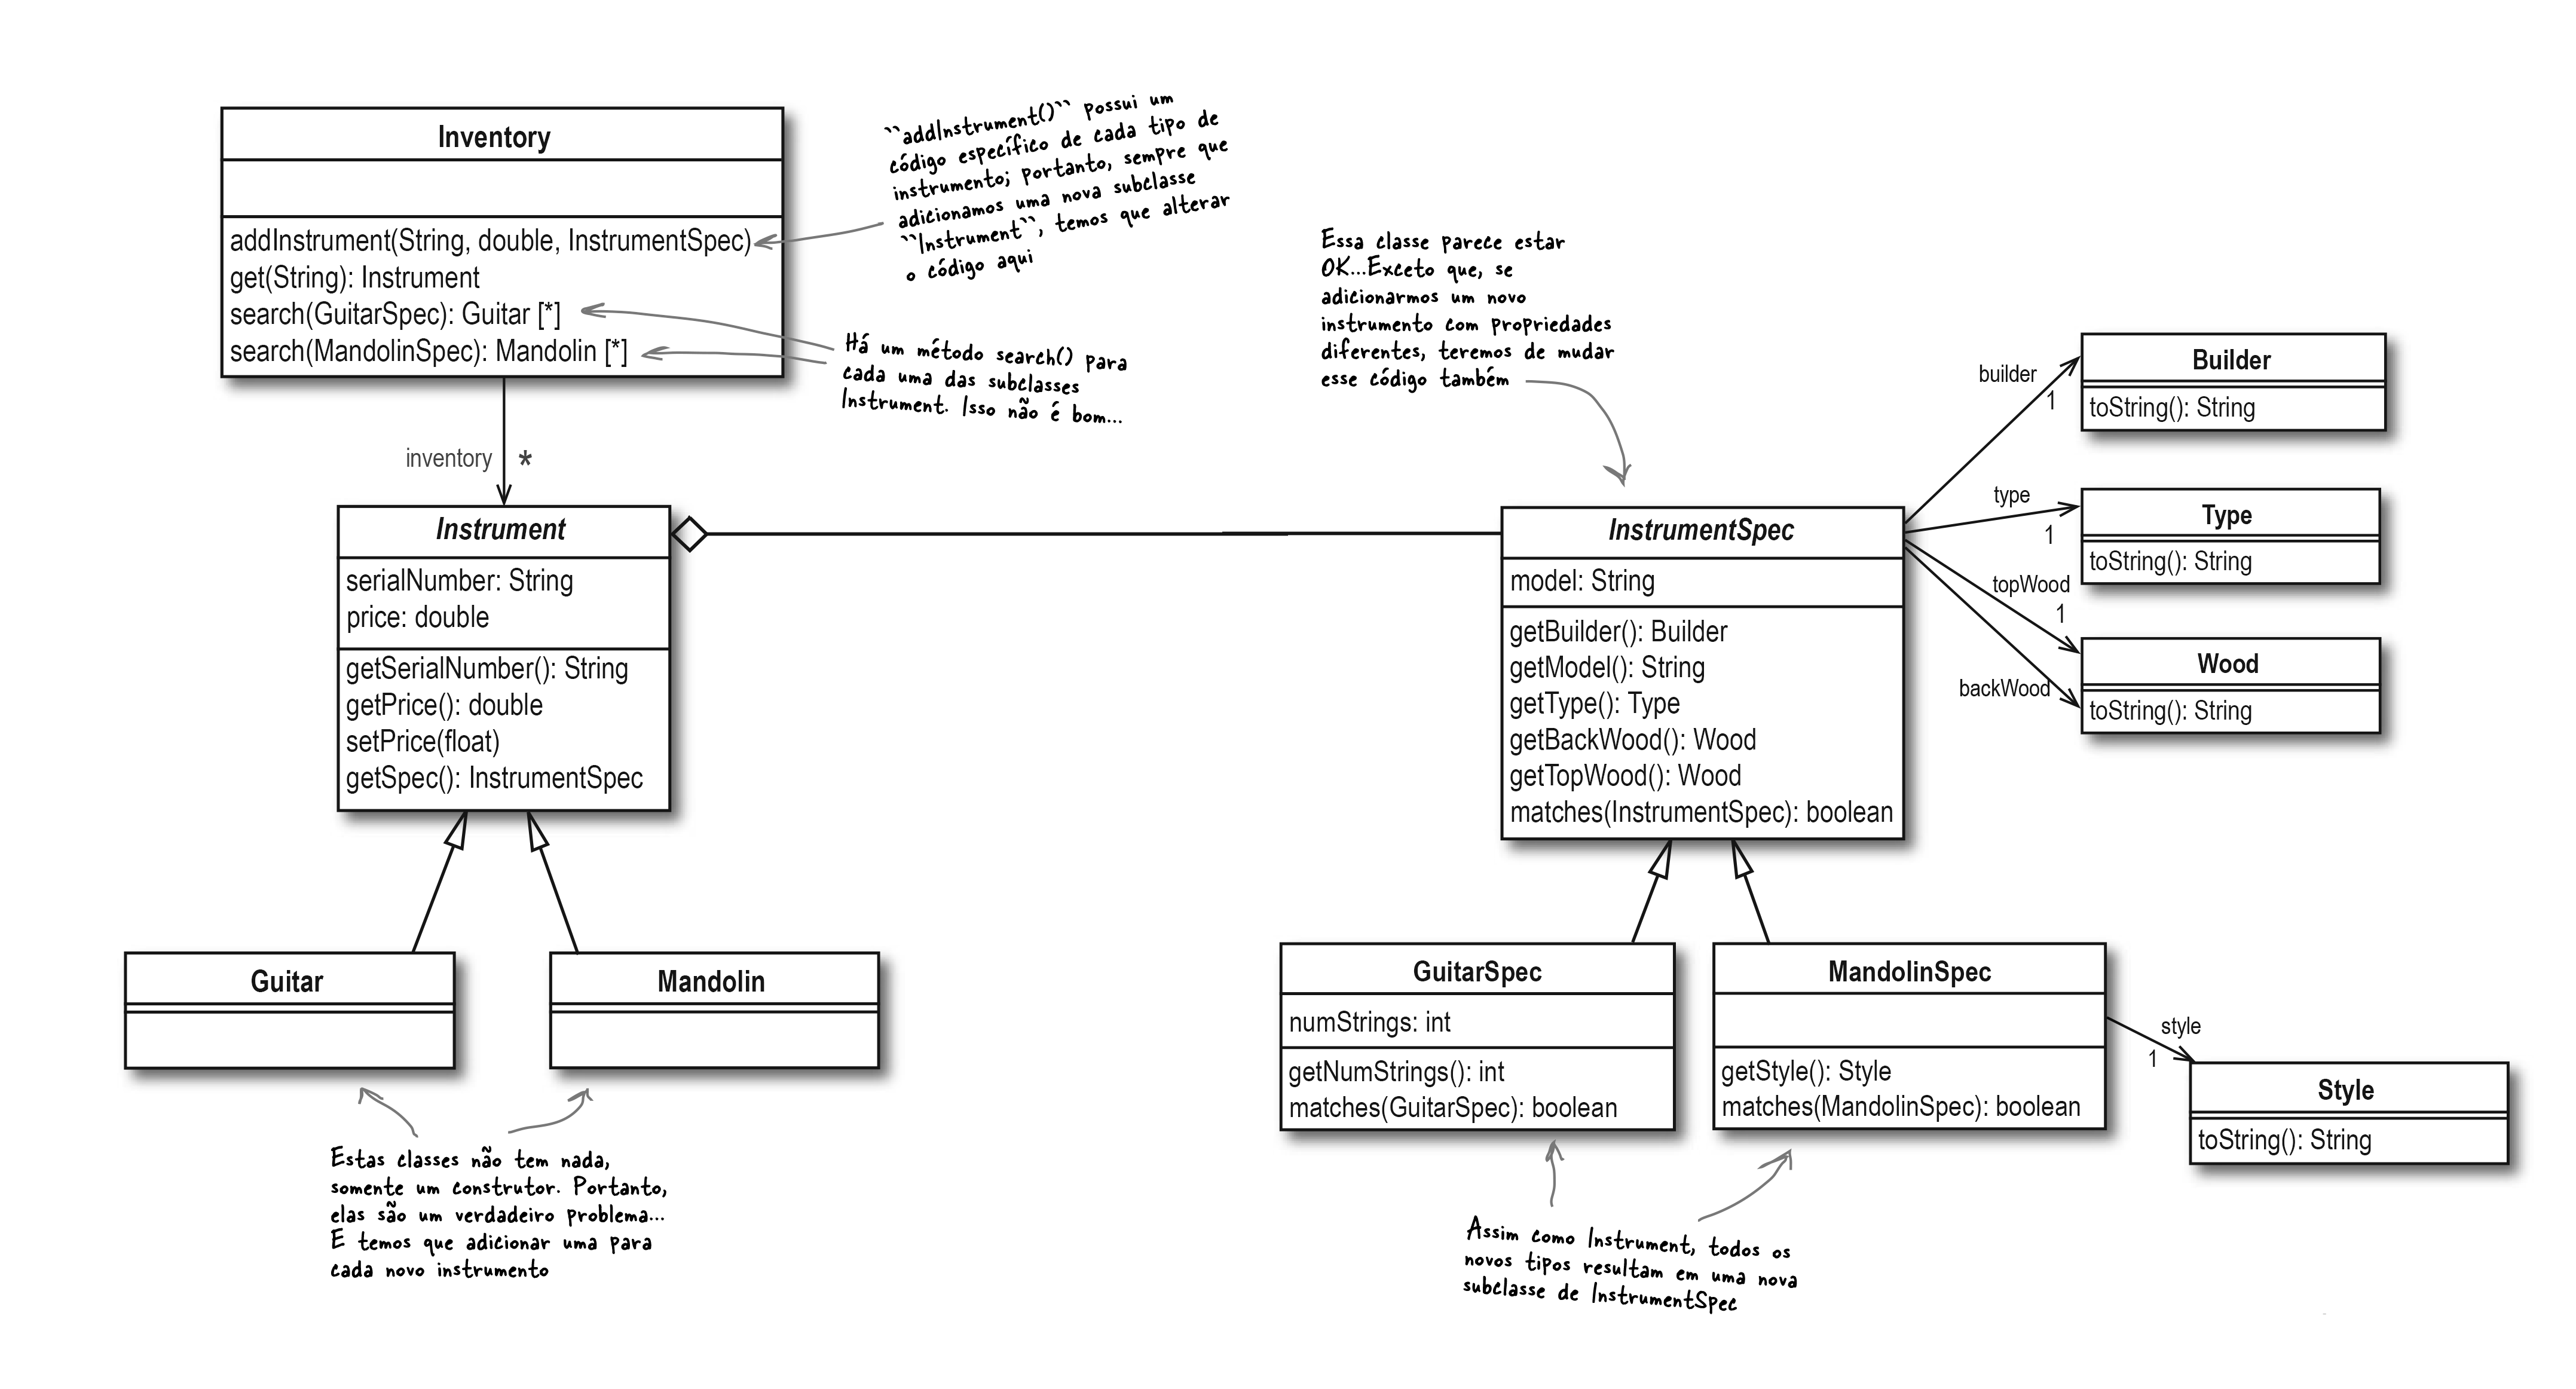 Inventory
addInstrument(String, double, InstrumentSpec)
get(String): Instrument
search(GuitarSpec): Guitar [*]
search(MandolinSpec): Mandolin [*]
``addInstrument()`` possui um
código específico de cada tipo de
instrumento; portanto, sempre que
adicionamos uma nova subclasse
``Instrument``, temos que alterar
o código aqui
Há um método search() para
cada uma das subclasses
Instrument. Isso não é bom...
inventory
*
Instrument
serialNumber: String
price: double
getSerialNumber(): String
getPrice(): double
setPrice(float)
getSpec(): InstrumentSpec
Guitar
Mandolin
Estas classes não tem nada,
somente um construtor. Portanto,
elas são um verdadeiro problema...
E temos que adicionar uma para
cada novo instrumento
Essa classe parece estar
OK...Exceto que, se
adicionarmos um novo
instrumento com propriedades
diferentes, teremos de mudar
esse código também
InstrumentSpec
model: String
getBuilder(): Builder
getModel(): String
getType(): Type
getBackWood(): Wood
getTopWood(): Wood
matches(InstrumentSpec): boolean
builder
1
Builder
toString(): String
type
1
Type
toString(): String
topWood
1
backWood
Wood
toString(): String
GuitarSpec
numStrings: int
getNumStrings(): int
matches(GuitarSpec): boolean
MandolinSpec
getStyle(): Style
matches(MandolinSpec): boolean
style
1
Style
toString(): String
Assim como Instrument, todos os
novos tipos resultam em uma nova
subclasse de InstrumentSpec